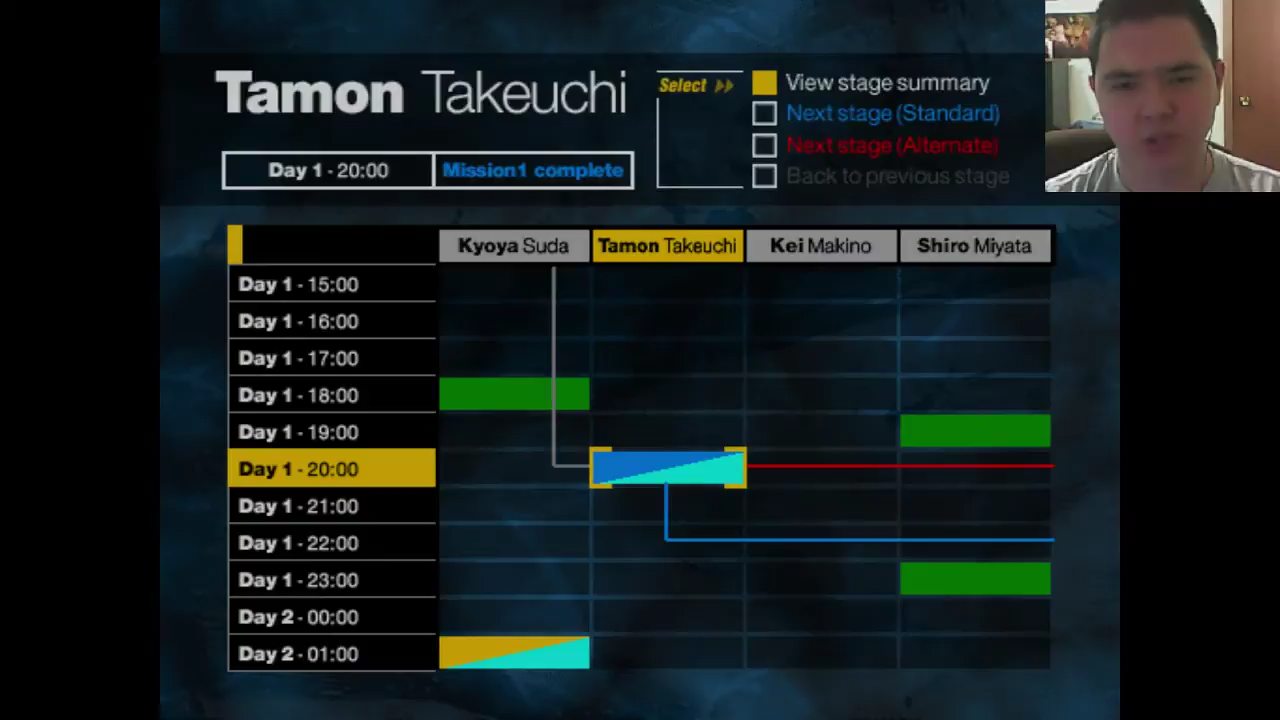 Tamon Takeuchi
Select
View stage summary
Next stage (Standard)
Next stage (Alternate)
Back to previous stage
Day 1 - 20:00
Mission1 complete
Kyoya Suda
Tamon Takeuchi
Kei Makino
Shiro Miyata
Day 1 - 15:00
Day 1 - 16:00
Day 1 - 17:00
Day 1 - 18:00
Day 1 - 19:00
Day 1 - 20:00
Day 1 - 21:00
Day 1 - 22:00
Day 1 - 23:00
Day 2 - 00:00
Day 2 - 01:00